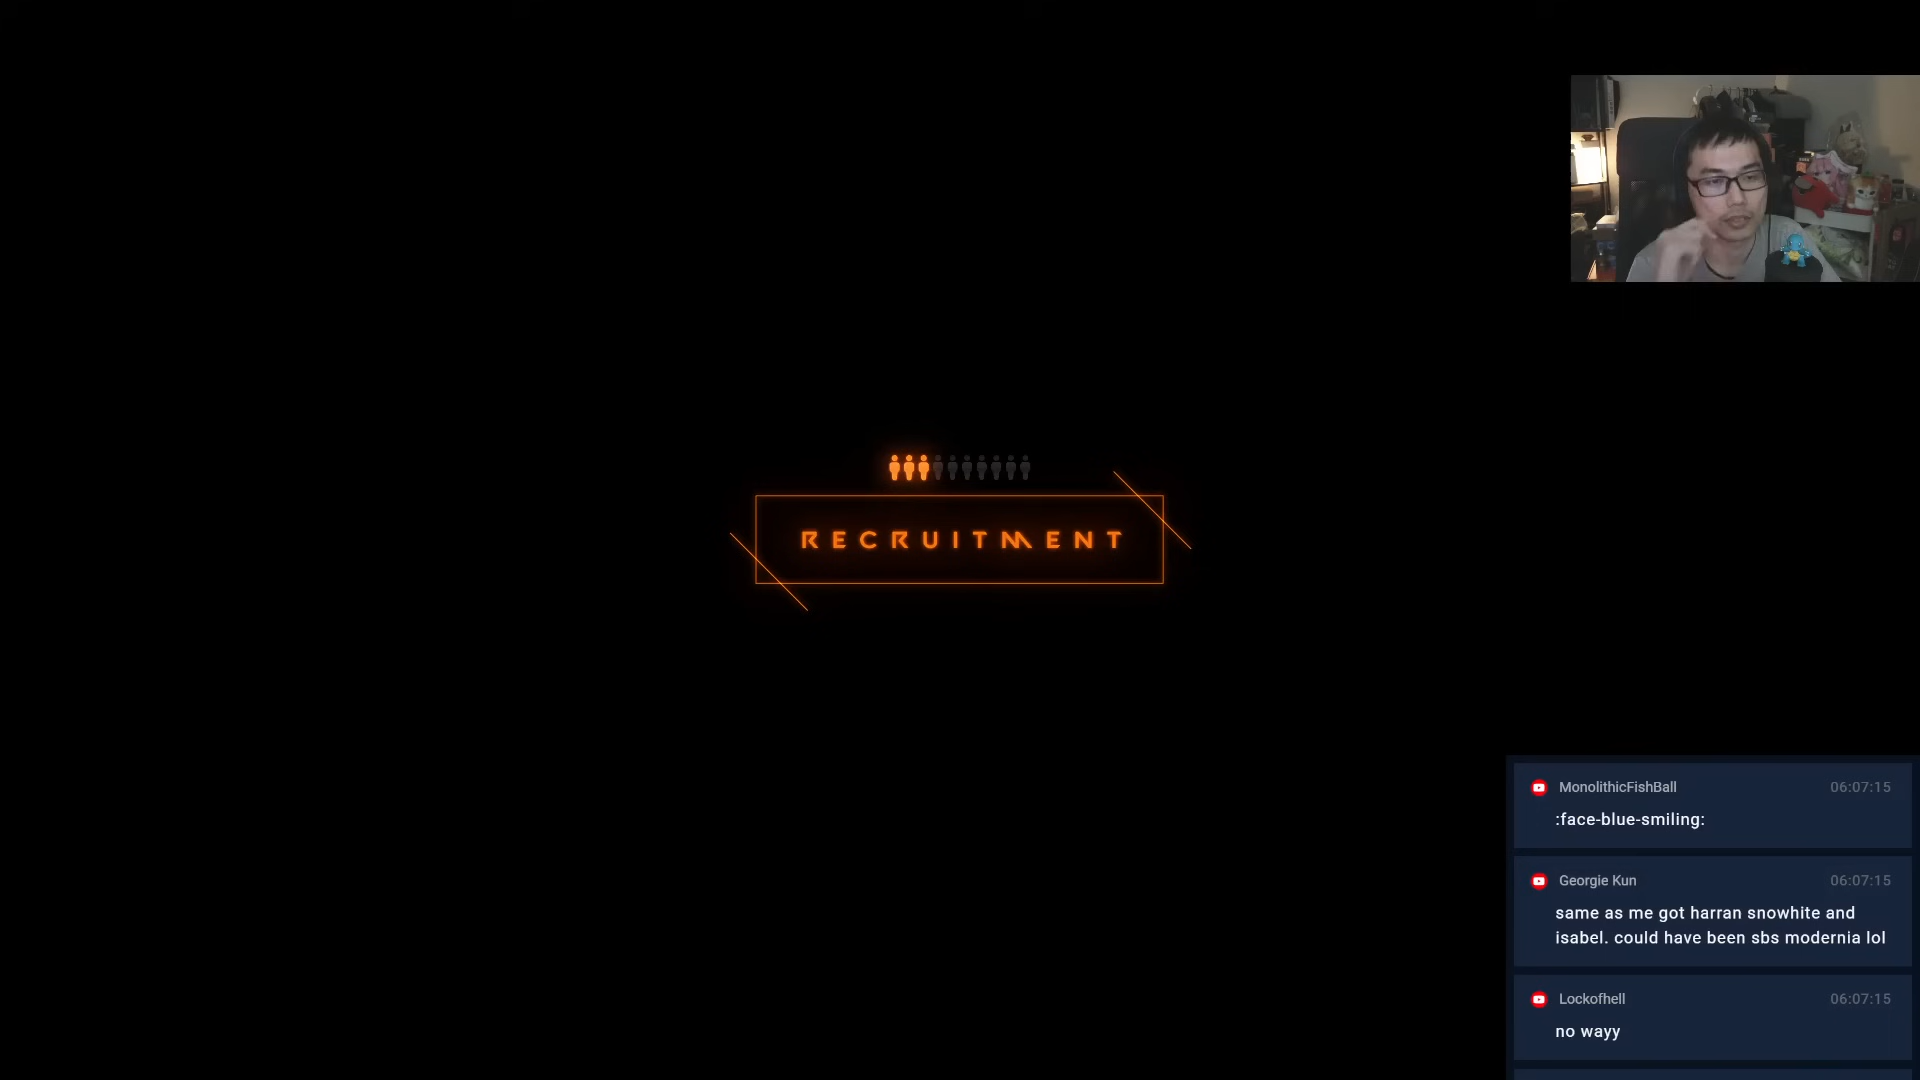 RECRUITMENT
MonolithicFishBall 06:07:15
:face-blue-smiling:
Georgie Kun 06:07:15
same as me got harran snowhite and
isabel. could have been sbs modernia lol
Lockofhell 06:07:15
no wayy